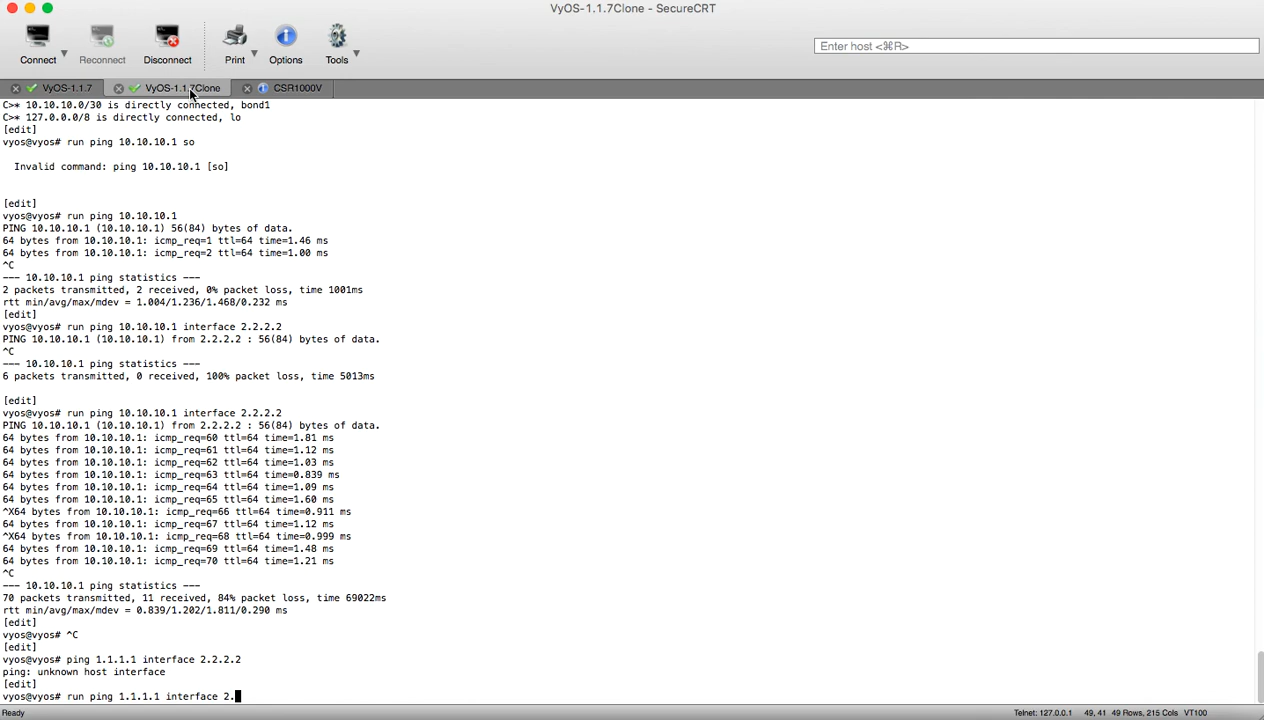 VyOS-1.1.7Clone - SecureCRT
Connect
Reconnect
Disconnect
Print
Options
Tools
Enter host <⌘R>
VyOS-1.1.7
VyOS-1.1.7Clone
CSR1000V
C>* 10.10.10.0/30 is directly connected, bond1
C>* 127.0.0.0/8 is directly connected, lo
[edit]
vyos@vyos# run ping 10.10.10.1 so
Invalid command: ping 10.10.10.1 [so]
[edit]
vyos@vyos# run ping 10.10.10.1
PING 10.10.10.1 (10.10.10.1) 56(84) bytes of data.
64 bytes from 10.10.10.1: icmp_req=1 ttl=64 time=1.46 ms
64 bytes from 10.10.10.1: icmp_req=2 ttl=64 time=1.00 ms
^C
--- 10.10.10.1 ping statistics ---
2 packets transmitted, 2 received, 0% packet loss, time 1001ms
rtt min/avg/max/mdev = 1.004/1.236/1.468/0.232 ms
[edit]
vyos@vyos# run ping 10.10.10.1 interface 2.2.2.2
PING 10.10.10.1 (10.10.10.1) from 2.2.2.2 : 56(84) bytes of data.
^C
--- 10.10.10.1 ping statistics ---
6 packets transmitted, 0 received, 100% packet loss, time 5013ms
[edit]
vyos@vyos# run ping 10.10.10.1 interface 2.2.2.2
PING 10.10.10.1 (10.10.10.1) from 2.2.2.2 : 56(84) bytes of data.
64 bytes from 10.10.10.1: icmp_req=60 ttl=64 time=1.81 ms
64 bytes from 10.10.10.1: icmp_req=61 ttl=64 time=1.12 ms
64 bytes from 10.10.10.1: icmp_req=62 ttl=64 time=1.03 ms
64 bytes from 10.10.10.1: icmp_req=63 ttl=64 time=0.839 ms
64 bytes from 10.10.10.1: icmp_req=64 ttl=64 time=1.09 ms
64 bytes from 10.10.10.1: icmp_req=65 ttl=64 time=1.60 ms
^X64 bytes from 10.10.10.1: icmp_req=66 ttl=64 time=0.911 ms
64 bytes from 10.10.10.1: icmp_req=67 ttl=64 time=1.12 ms
^X64 bytes from 10.10.10.1: icmp_req=68 ttl=64 time=0.999 ms
64 bytes from 10.10.10.1: icmp_req=69 ttl=64 time=1.48 ms
64 bytes from 10.10.10.1: icmp_req=70 ttl=64 time=1.21 ms
^C
--- 10.10.10.1 ping statistics ---
70 packets transmitted, 11 received, 84% packet loss, time 69022ms
rtt min/avg/max/mdev = 0.839/1.202/1.811/0.290 ms
[edit]
vyos@vyos# ^C
[edit]
vyos@vyos# ping 1.1.1.1 interface 2.2.2.2
ping: unknown host interface
[edit]
vyos@vyos# run ping 1.1.1.1 interface 2.
Ready
Telnet: 127.0.0.1
49, 41
49 Rows, 215 Cols
VT100